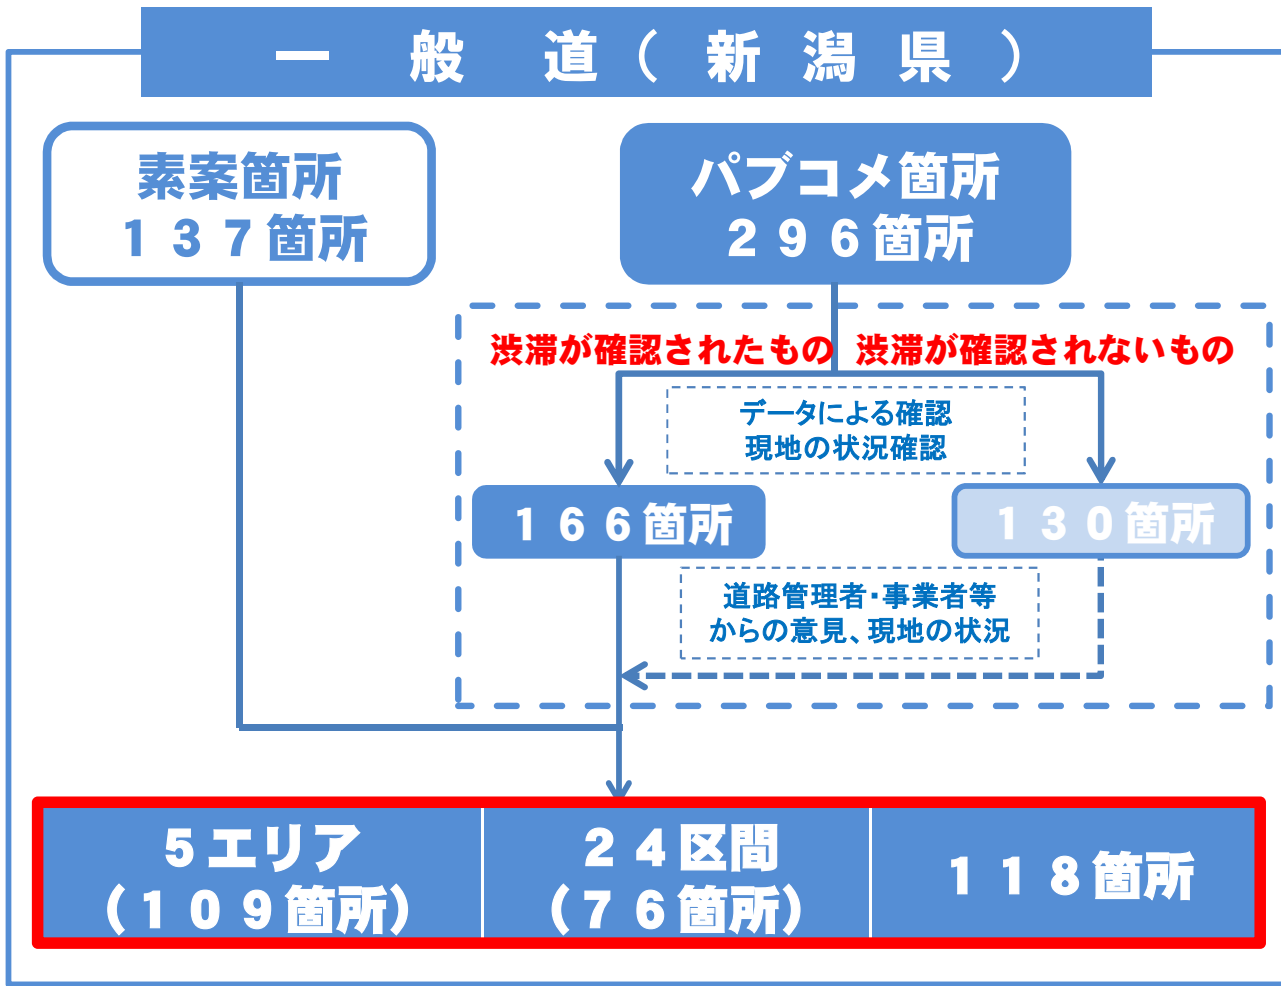 一般道(新潟県)
素案箇所
137箇所
パブコメ箇所
296箇所
渋滞が確認されたもの
渋滞が確認されないもの
データによる確認
現地の状況確認
166箇所
130箇所
道路管理者・事業者等
からの意見、現地の状況
5エリア
(109箇所)
24区間
(76箇所)
118箇所